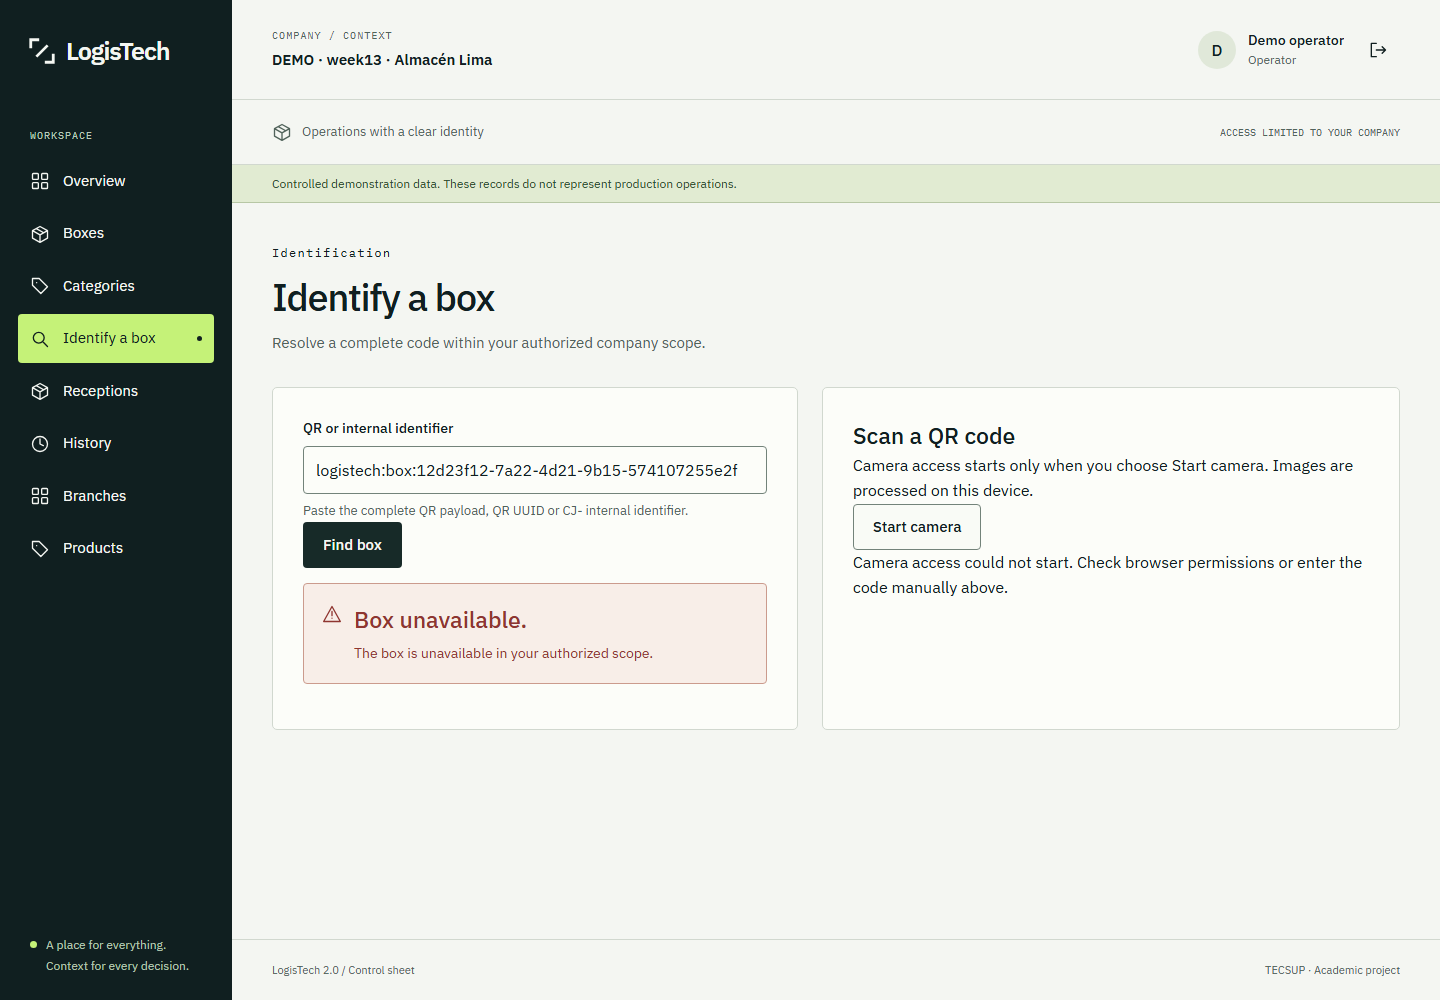 LogisTech
WORKSPACE
Overview
Boxes
Categories
Identify a box
Receptions
History
Branches
Products
A place for everything.
Context for every decision.
COMPANY / CONTEXT
DEMO · week13 · Almacén Lima
D
Demo operator
Operator
Operations with a clear identity
ACCESS LIMITED TO YOUR COMPANY
Controlled demonstration data. These records do not represent production operations.
Identification
Identify a box
Resolve a complete code within your authorized company scope.
QR or internal identifier
logistech:box:12d23f12-7a22-4d21-9b15-574107255e2f
Paste the complete QR payload, QR UUID or CJ- internal identifier.
Find box
Box unavailable.
The box is unavailable in your authorized scope.
Scan a QR code
Camera access starts only when you choose Start camera. Images are
processed on this device.
Start camera
Camera access could not start. Check browser permissions or enter the
code manually above.
LogisTech 2.0 / Control sheet
TECSUP · Academic project